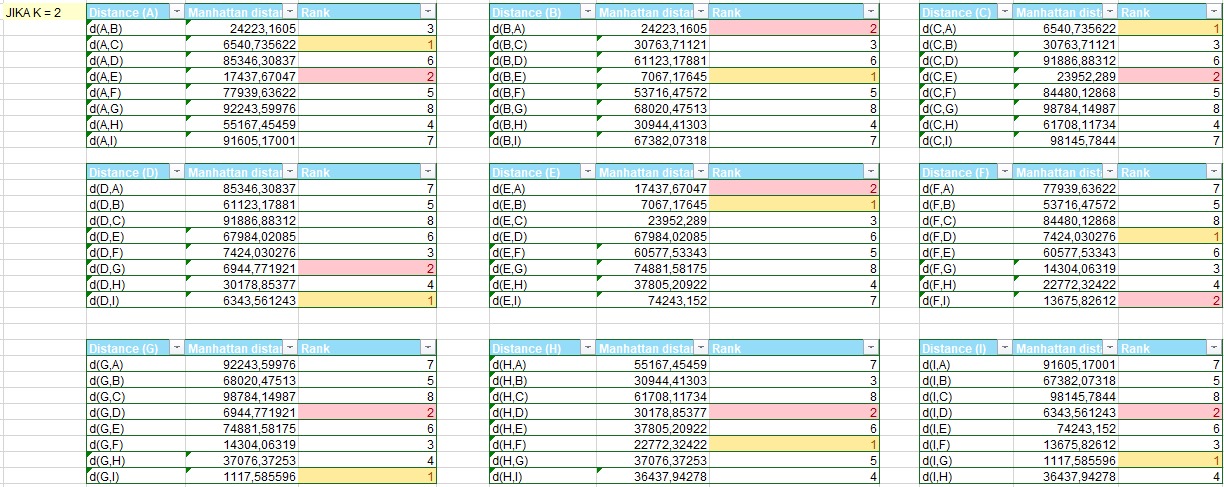 JIKA K = 2 Distance (A) Manhattan distan Rank Distance (B) Manhattan distan Rank Distance (C) Manhattan dista Rank
d(A,B) 24223,1605 3 d(B,A) 24223,1605 2 d(C,A) 6540,735622 1
d(A,C) 6540,735622 1 d(B,C) 30763,71121 3 d(C,B) 30763,71121 3
d(A,D) 85346,30837 6 d(B,D) 61123,17881 6 d(C,D) 91886,88312 6
d(A,E) 17437,67047 2 d(B,E) 7067,17645 1 d(C,E) 23952,289 2
d(A,F) 77939,63622 5 d(B,F) 53716,47572 5 d(C,F) 84480,12868 5
d(A,G) 92243,59976 8 d(B,G) 68020,47513 8 d(C,G) 98784,14987 8
d(A,H) 55167,45459 4 d(B,H) 30944,41303 4 d(C,H) 61708,11734 4
d(A,I) 91605,17001 7 d(B,I) 67382,07318 7 d(C,I) 98145,7844 7
Distance (D) Manhattan distan Rank Distance (E) Manhattan distan Rank Distance (F) Manhattan dista Rank
d(D,A) 85346,30837 7 d(E,A) 17437,67047 2 d(F,A) 77939,63622 7
d(D,B) 61123,17881 5 d(E,B) 7067,17645 1 d(F,B) 53716,47572 5
d(D,C) 91886,88312 8 d(E,C) 23952,289 3 d(F,C) 84480,12868 8
d(D,E) 67984,02085 6 d(E,D) 67984,02085 6 d(F,D) 7424,030276 1
d(D,F) 7424,030276 3 d(E,F) 60577,53343 5 d(F,E) 60577,53343 6
d(D,G) 6944,771921 2 d(E,G) 74881,58175 8 d(F,G) 14304,06319 3
d(D,H) 30178,85377 4 d(E,H) 37805,20922 4 d(F,H) 22772,32422 4
d(D,I) 6343,561243 1 d(E,I) 74243,152 7 d(F,I) 13675,82612 2
Distance (G) Manhattan distan Rank Distance (H) Manhattan distan Rank Distance (I) Manhattan dista Rank
d(G,A) 92243,59976 7 d(H,A) 55167,45459 7 d(I,A) 91605,17001 7
d(G,B) 68020,47513 5 d(H,B) 30944,41303 3 d(I,B) 67382,07318 5
d(G,C) 98784,14987 8 d(H,C) 61708,11734 8 d(I,C) 98145,7844 8
d(G,D) 6944,771921 2 d(H,D) 30178,85377 2 d(I,D) 6343,561243 2
d(G,E) 74881,58175 6 d(H,E) 37805,20922 6 d(I,E) 74243,152 6
d(G,F) 14304,06319 3 d(H,F) 22772,32422 1 d(I,F) 13675,82612 3
d(G,H) 37076,37253 4 d(H,G) 37076,37253 5 d(I,G) 1117,585596 1
d(G,I) 1117,585596 1 d(H,I) 36437,94278 4 d(I,H) 36437,94278 4